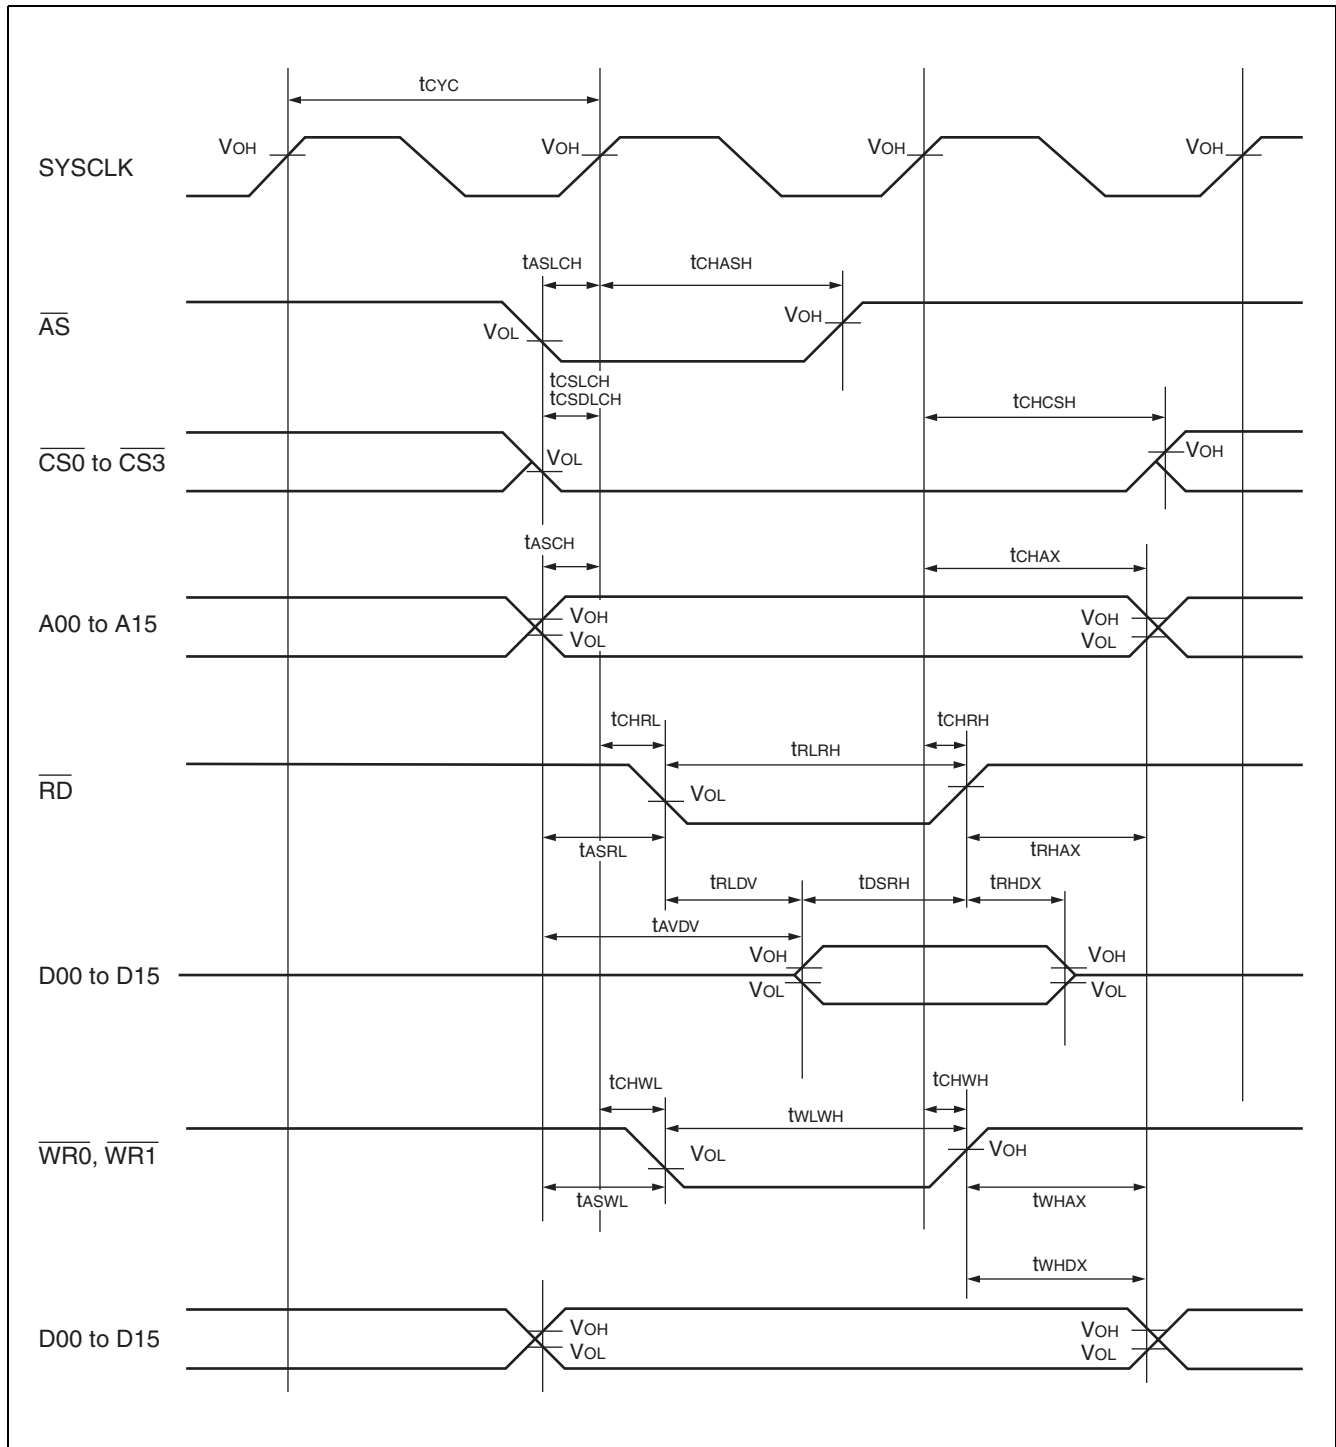 tCYC
SYSCLK
VOH VOH VOH VOH
tASLCH tCHASH
AS
VOL VOH
tCSLCH
tCSDLCH
tCHCSH
CS0 to CS3
VOL VOH
tASCH tCHAX
A00 to A15
VOH VOH
VOL VOL
tCHRL tCHRH
tRLRH
RD
VOL
tASRL tRHAX
tRLDV tDSRH tRHDX
tAVDV
D00 to D15
VOH VOH
VOL VOL
tCHWL tCHWH
tWLWH
WR0, WR1
VOL VOH
tASWL tWHAX
tWHDX
D00 to D15
VOH VOH
VOL VOL